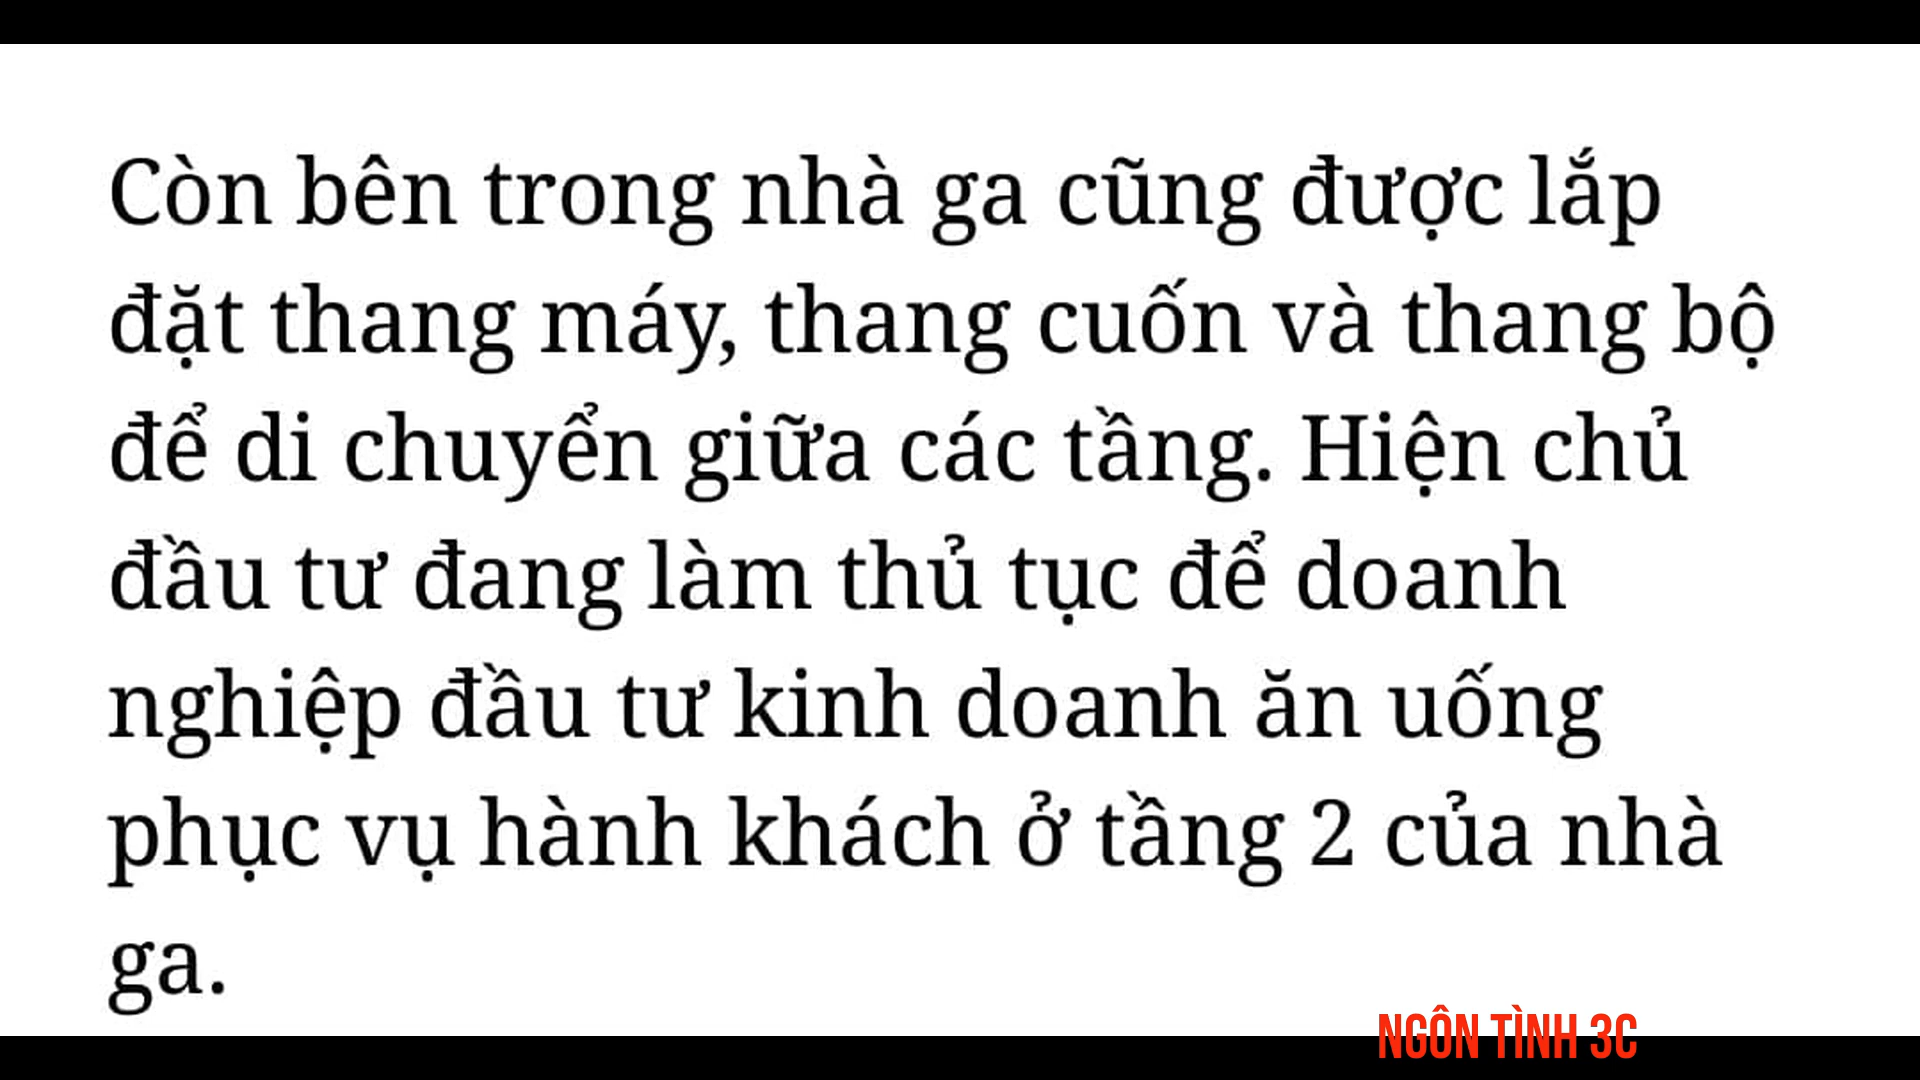 Còn bên trong nhà ga cũng được lắp
đặt thang máy, thang cuốn và thang bộ
để di chuyển giữa các tầng. Hiện chủ
đầu tư đang làm thủ tục để doanh
nghiệp đầu tư kinh doanh ăn uống
phục vụ hành khách ở tầng 2 của nhà
ga.
NGÔN TÌNH 3C